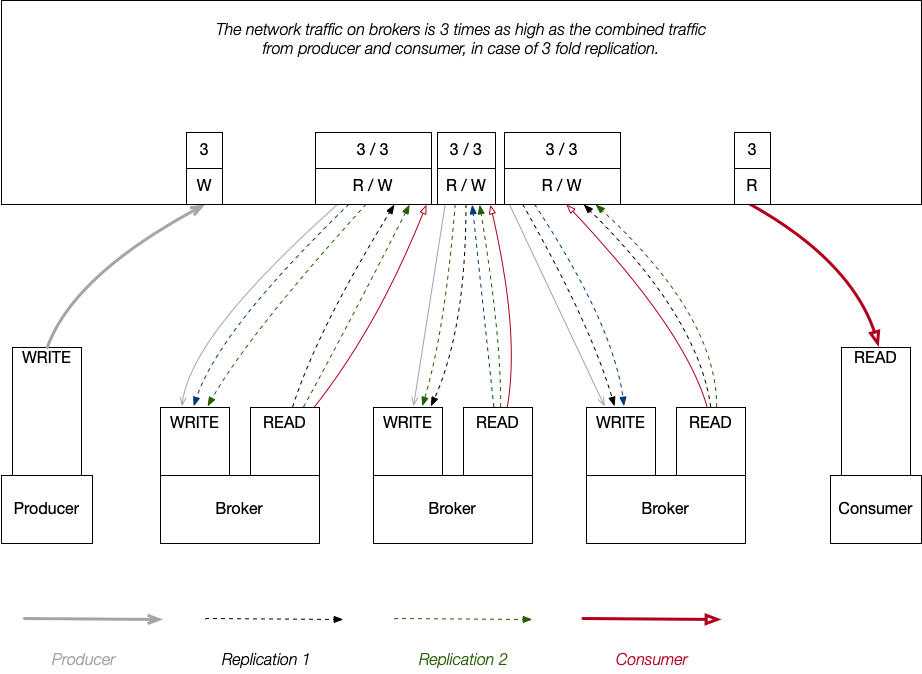 The network traffic on brokers is 3 times as high as the combined traffic
from producer and consumer, in case of 3 fold replication.
3
3 / 3
3 / 3
3 / 3
3
W
R / W
R / W
R / W
R
WRITE
READ
WRITE
READ
WRITE
READ
WRITE
READ
Producer
Broker
Broker
Broker
Consumer
Producer
Replication 1
Replication 2
Consumer